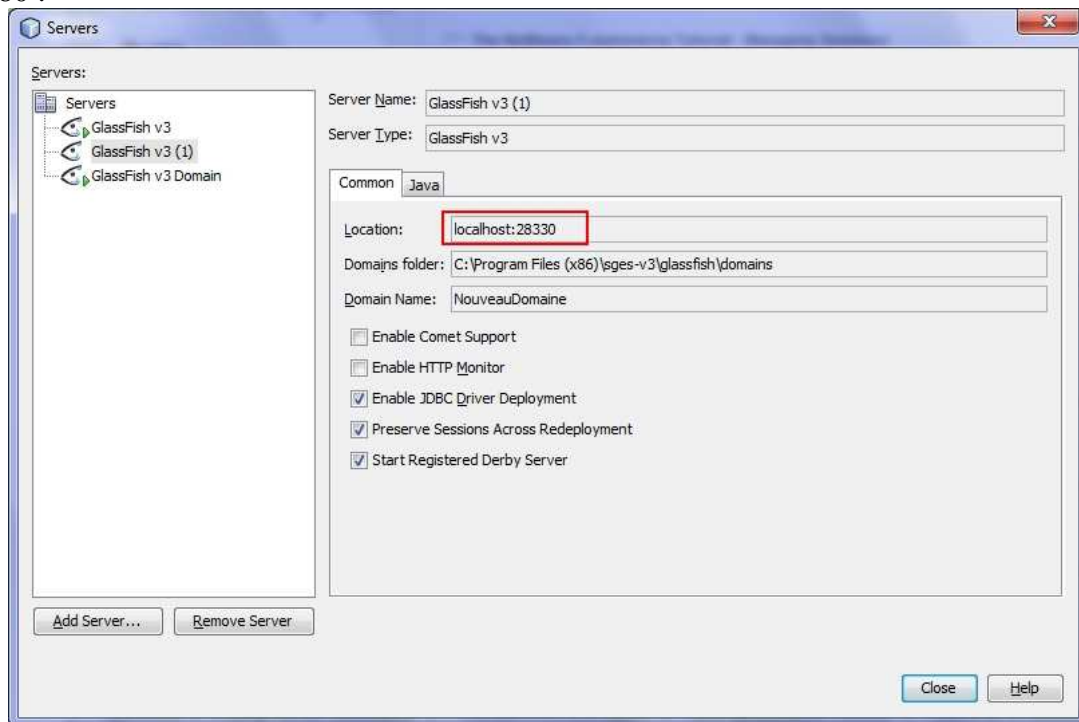 Servers
Servers:
Servers
GlassFish v3
GlassFish v3 (1)
GlassFish v3 Domain
Add Server...
Remove Server
Server Name: GlassFish v3 (1)
Server Type: GlassFish v3
Common Java
Location: localhost:28330
Domains folder: C:\Program Files (x86)\sges-v3\glassfish\domains
Domain Name: NouveauDomaine
Enable Comet Support
Enable HTTP Monitor
Enable JDBC Driver Deployment
Preserve Sessions Across Redeployment
Start Registered Derby Server
Close Help